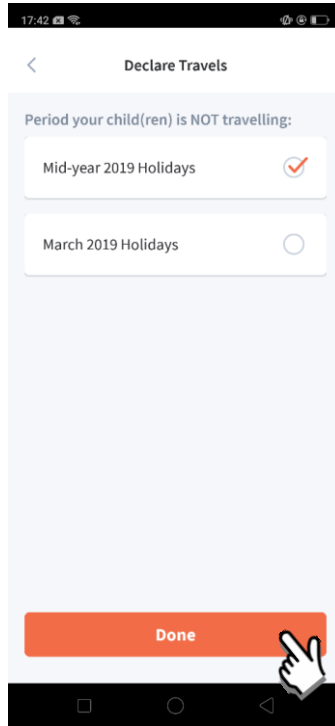 17:42
Declare Travels
Period your child(ren) is NOT travelling:
Mid-year 2019 Holidays
March 2019 Holidays
Done